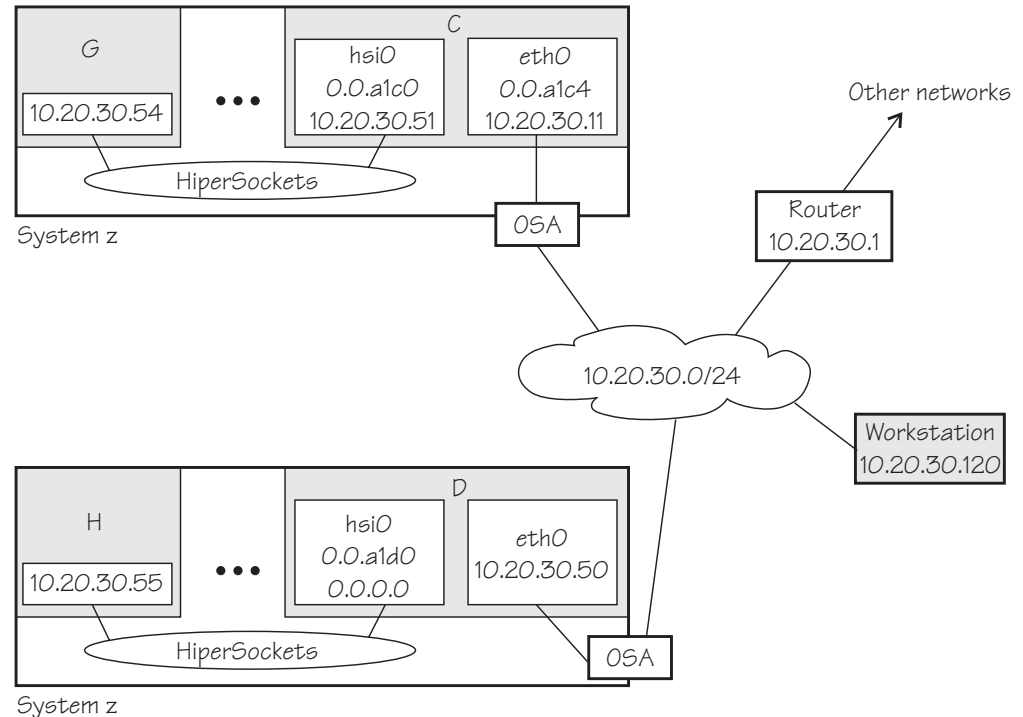 G
10.20.30.54
C
hsi0
0.0.a1c0
10.20.30.51
eth0
0.0.a1c4
10.20.30.11
HiperSockets
OSA
System z
Other networks
Router
10.20.30.1
10.20.30.0/24
Workstation
10.20.30.120
H
10.20.30.55
D
hsi0
0.0.a1d0
0.0.0.0
eth0
10.20.30.50
HiperSockets
OSA
System z